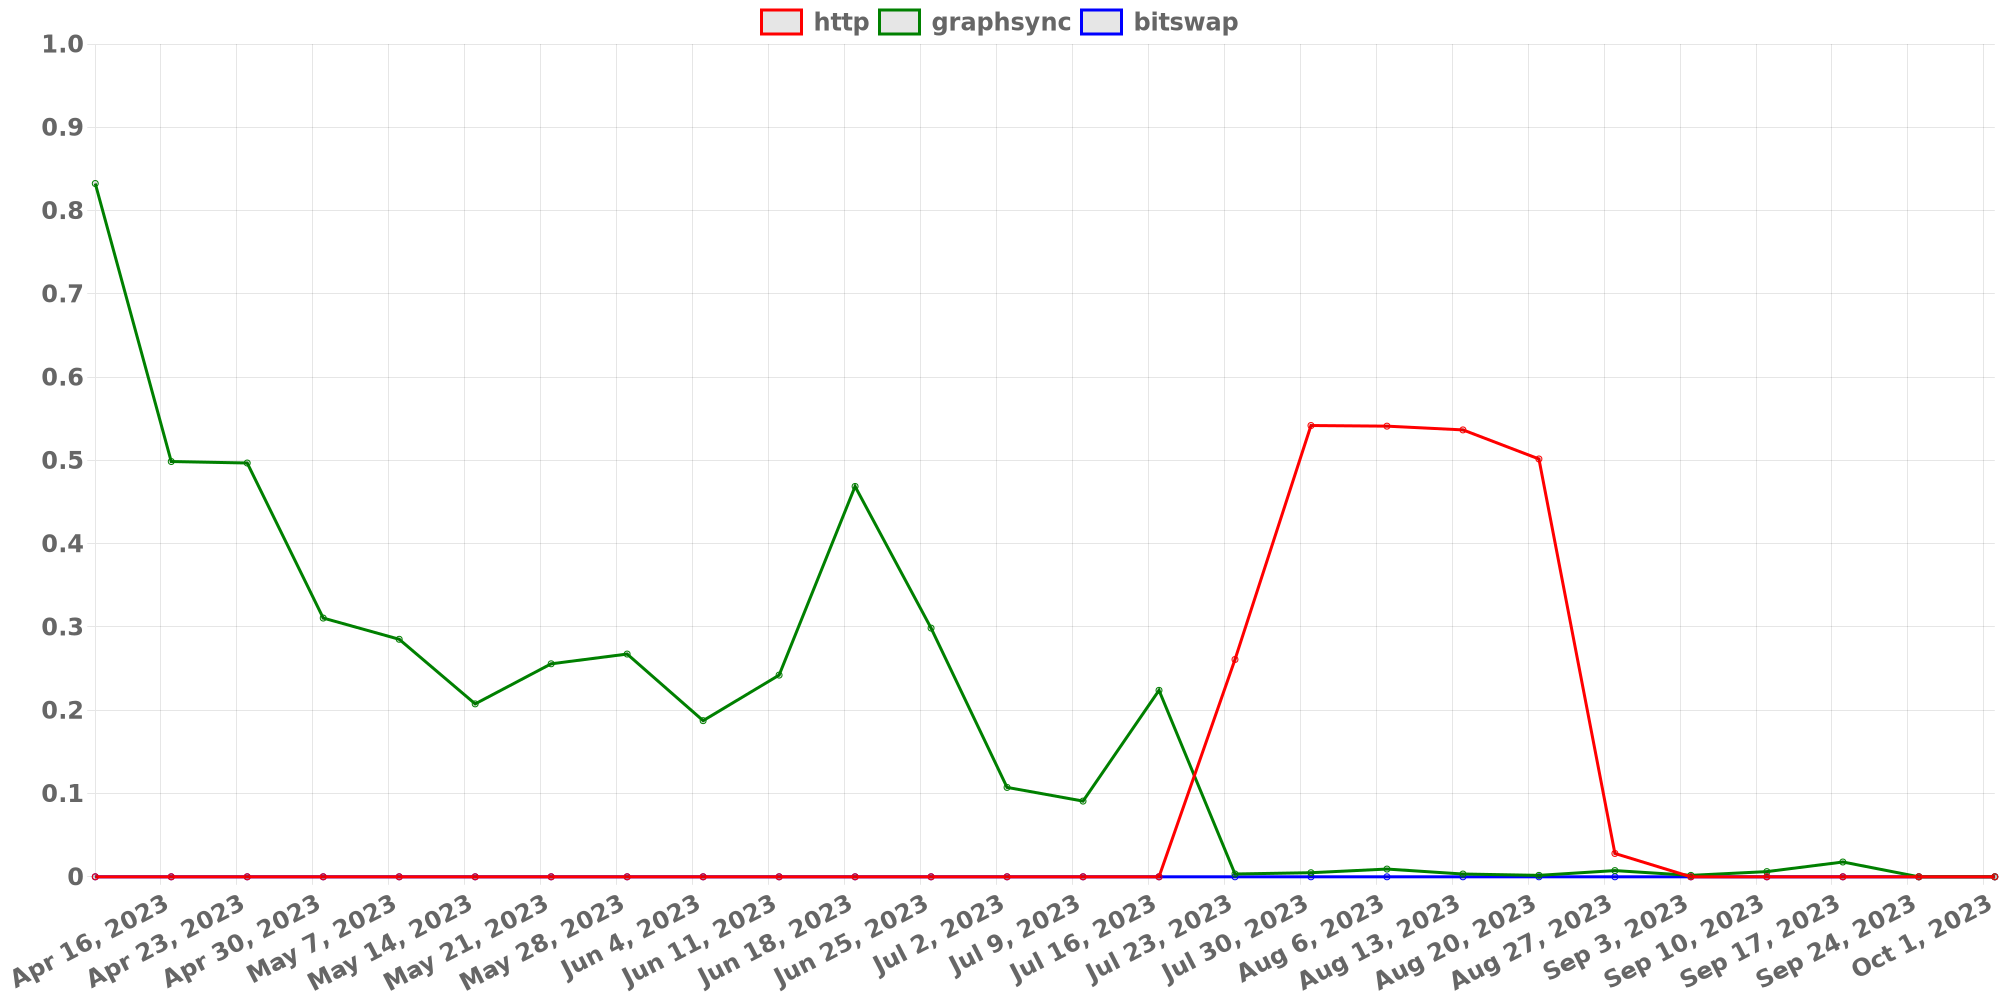 http graphsync bitswap
1.0
0.9
0.8
0.7
0.6
0.5
0.4
0.3
0.2
0.1
0
Apr 16, 2023
Apr 23, 2023
Apr 30, 2023
May 7, 2023
May 14, 2023
May 21, 2023
May 28, 2023
Jun 4, 2023
Jun 11, 2023
Jun 18, 2023
Jun 25, 2023
Jul 2, 2023
Jul 9, 2023
Jul 16, 2023
Jul 23, 2023
Jul 30, 2023
Aug 6, 2023
Aug 13, 2023
Aug 20, 2023
Aug 27, 2023
Sep 3, 2023
Sep 10, 2023
Sep 17, 2023
Sep 24, 2023
Oct 1, 2023